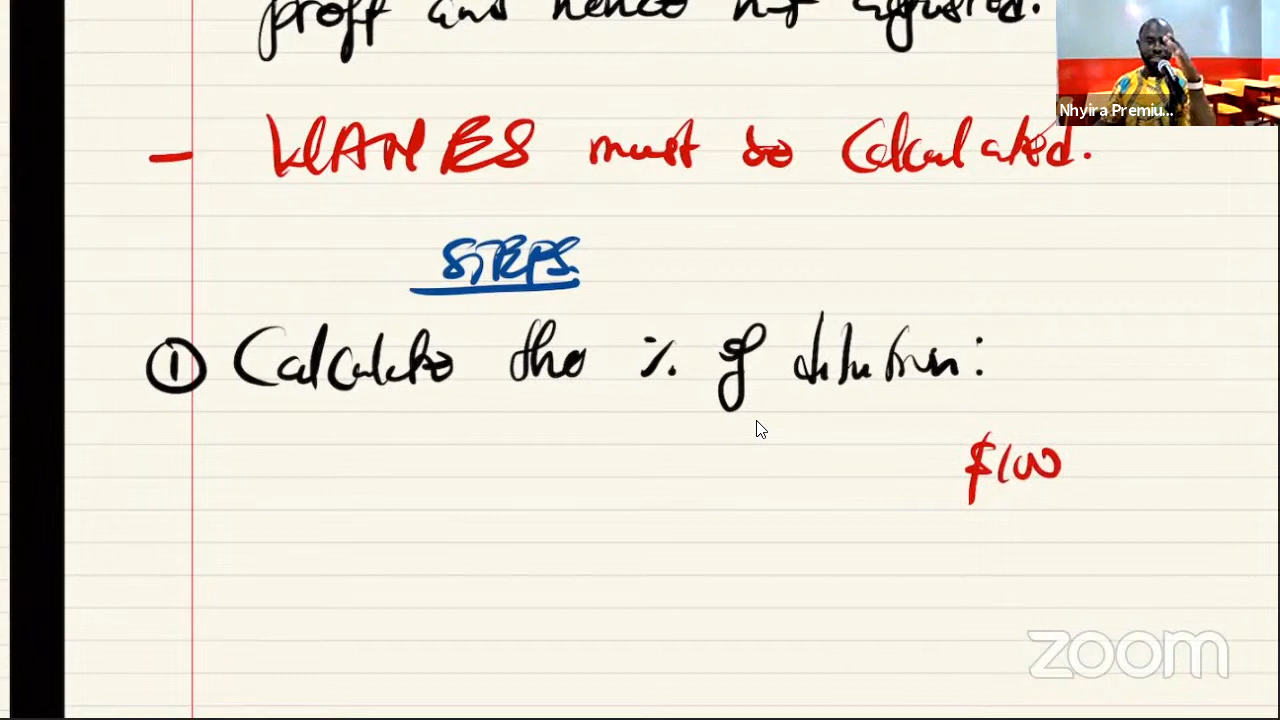 profit and hence not adjusted.
Nhyira Premiu...
- WANES must be Calculated.
STEPS
① Calculate the % of dilution:
$100
zoom